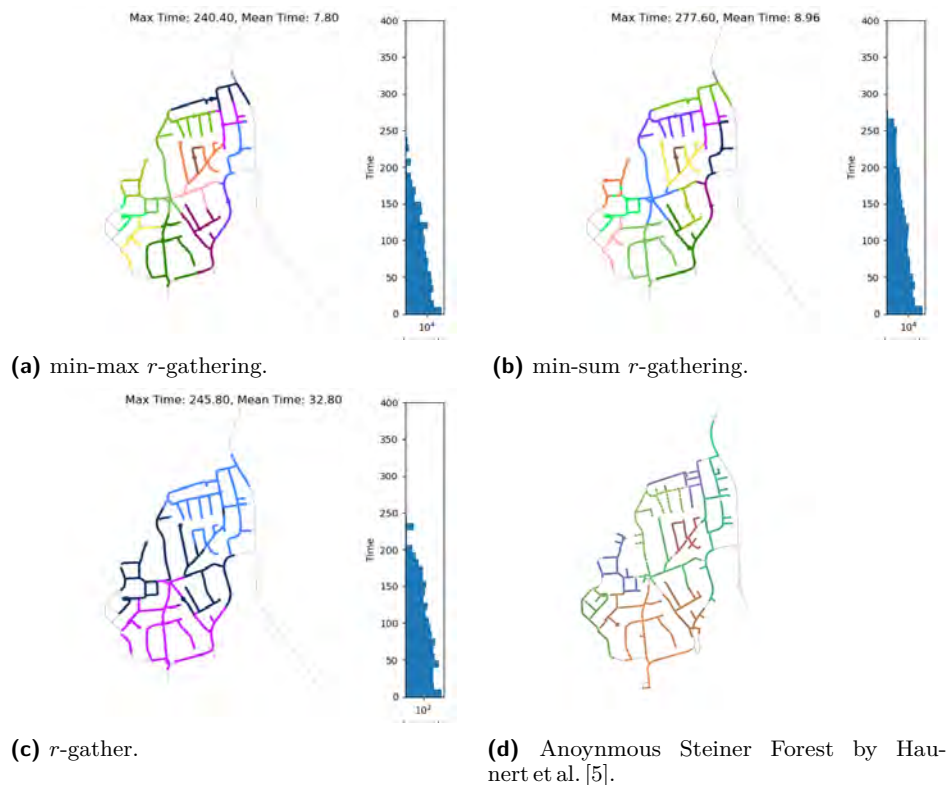 Max Time: 240.40, Mean Time: 7.80
400
350
300
250
200
150
100
50
0
Time
10⁴
Max Time: 277.60, Mean Time: 8.96
400
350
300
250
200
150
100
50
0
Time
10⁴
(a) min-max r-gathering.
(b) min-sum r-gathering.
Max Time: 245.80, Mean Time: 32.80
400
350
300
250
200
150
100
50
0
Time
10²
(c) r-gather.
(d) Anoynmous Steiner Forest by Hau-
nert et al. [5].